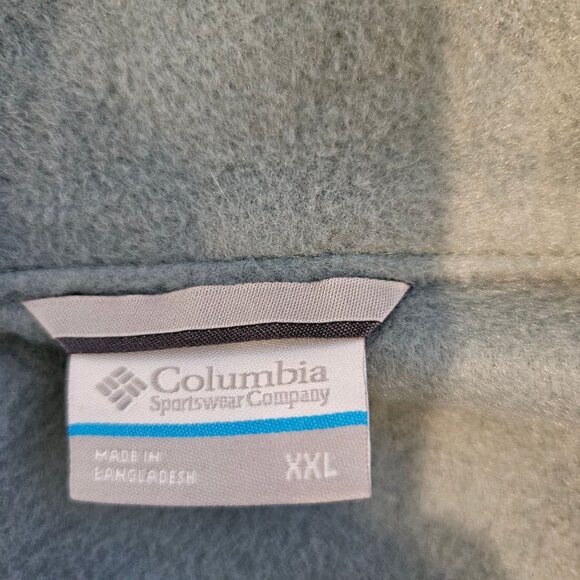 Columbia
Sportswear Company
MADE IN
BANGLADESH
XXL